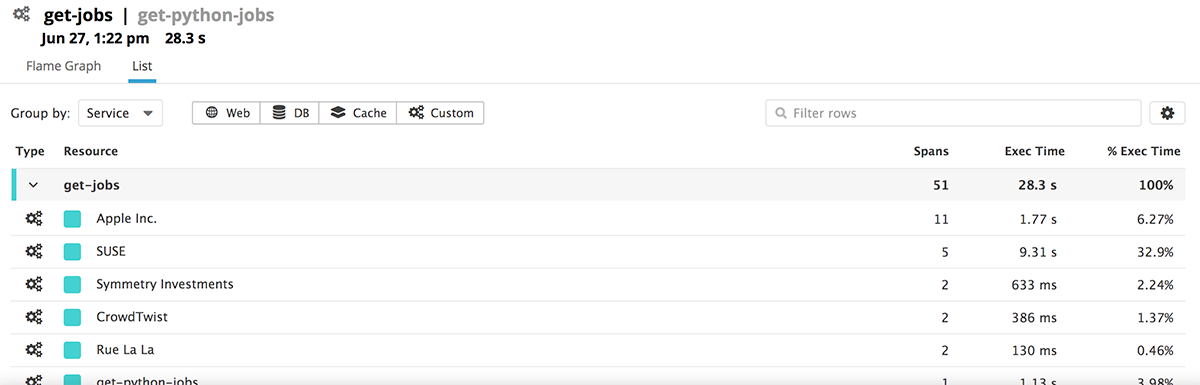 get-jobs | get-python-jobs
Jun 27, 1:22 pm 28.3 s
Flame Graph List
Group by: Service Web DB Cache Custom Filter rows
Type Resource Spans Exec Time % Exec Time
get-jobs 51 28.3 s 100%
Apple Inc. 11 1.77 s 6.27%
SUSE 5 9.31 s 32.9%
Symmetry Investments 2 633 ms 2.24%
CrowdTwist 2 386 ms 1.37%
Rue La La 2 130 ms 0.46%
get-python-jobs 1 1.13 s 3.98%